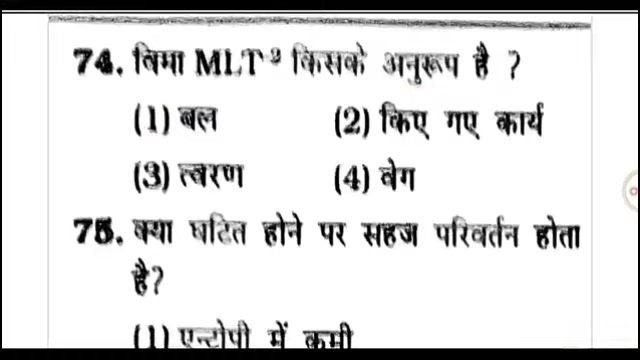 74. विमा MLT⁻² किसके अनुरूप है ?
(1) बल (2) किए गए कार्य
(3) त्वरण (4) वेग
75. क्या घटित होने पर सहज परिवर्तन होता
है?
(1) एन्ट्रोपी में कमी